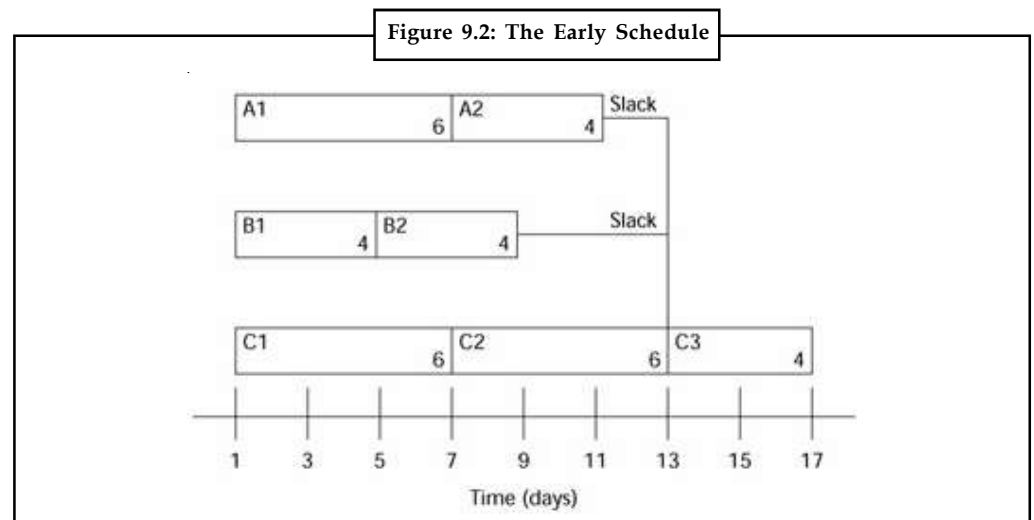 Figure 9.2: The Early Schedule
A1 6 A2 4 Slack
B1 4 B2 4 Slack
C1 6 C2 6 C3 4
1 3 5 7 9 11 13 15 17
Time (days)